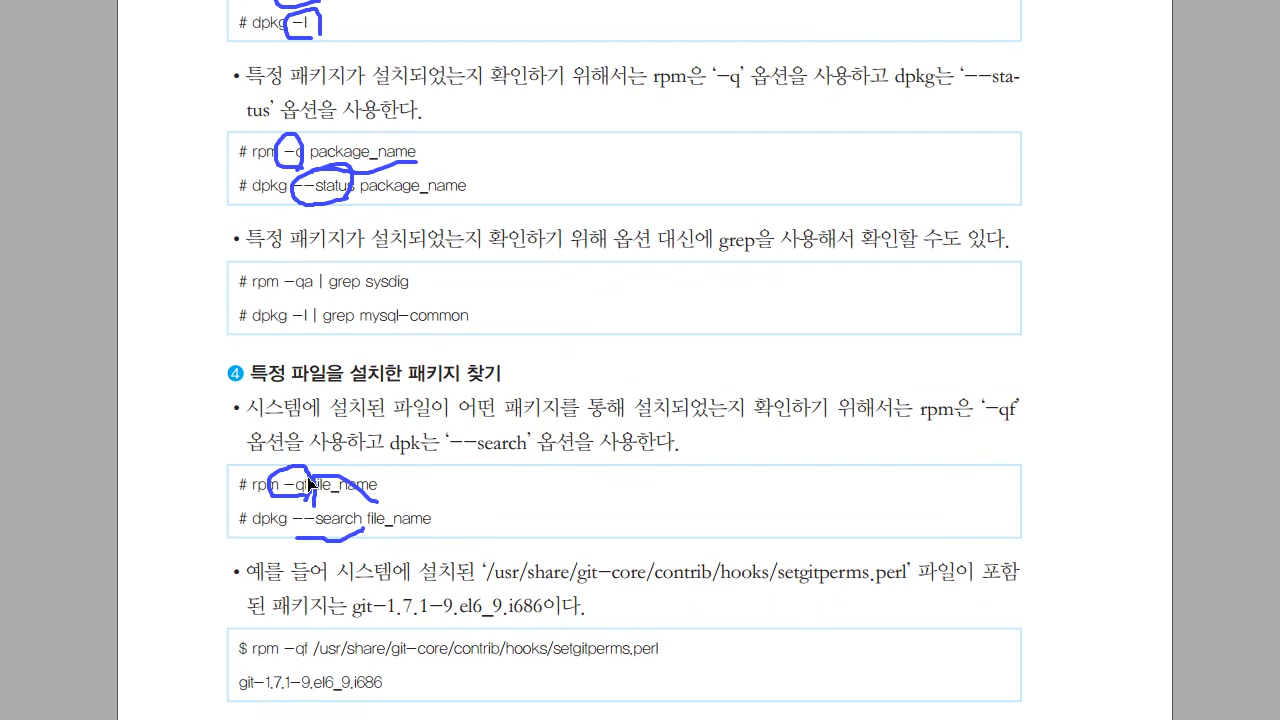 # dpkg -l
• 특정 패키지가 설치되었는지 확인하기 위해서는 rpm은 ‘-q’ 옵션을 사용하고 dpkg는 ‘--sta-
tus’ 옵션을 사용한다.
# rpm -q package_name
# dpkg --status package_name
• 특정 패키지가 설치되었는지 확인하기 위해 옵션 대신에 grep을 사용해서 확인할 수도 있다.
# rpm -qa | grep sysdig
# dpkg -l | grep mysql-common
❹ 특정 파일을 설치한 패키지 찾기
• 시스템에 설치된 파일이 어떤 패키지를 통해 설치되었는지 확인하기 위해서는 rpm은 ‘-qf’
옵션을 사용하고 dpk는 ‘--search’ 옵션을 사용한다.
# rpm -qf file_name
# dpkg --search file_name
• 예를 들어 시스템에 설치된 ‘/usr/share/git-core/contrib/hooks/setgitperms.perl’ 파일이 포함
된 패키지는 git-1.7.1-9.el6_9.i686이다.
$ rpm -qf /usr/share/git-core/contrib/hooks/setgitperms.perl
git-1.7.1-9.el6_9.i686